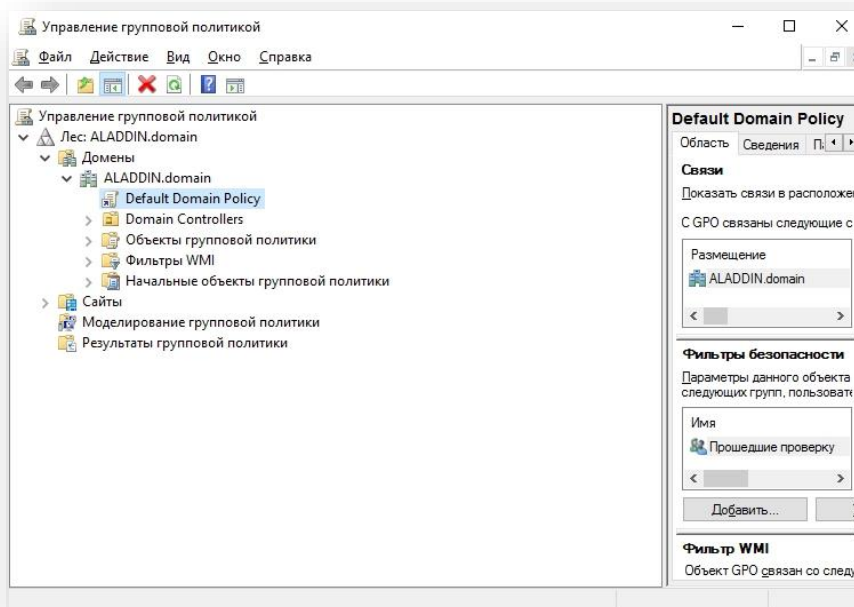 Управление групповой политикой
Файл Действие Вид Окно Справка
Управление групповой политикой
Лес: ALADDIN.domain
Домены
ALADDIN.domain
Default Domain Policy
Domain Controllers
Объекты групповой политики
Фильтры WMI
Начальные объекты групповой политики
Сайты
Моделирование групповой политики
Результаты групповой политики
Default Domain Policy
Область Сведения
Связи
Показать связи в
С GPO связаны следующие
Размещение
ALADDIN.domain
Фильтры безопасности
Параметры данного объекта
следующих групп,
Имя
Прошедшие проверку
Добавить...
Фильтр WMI
Объект GPO связан со